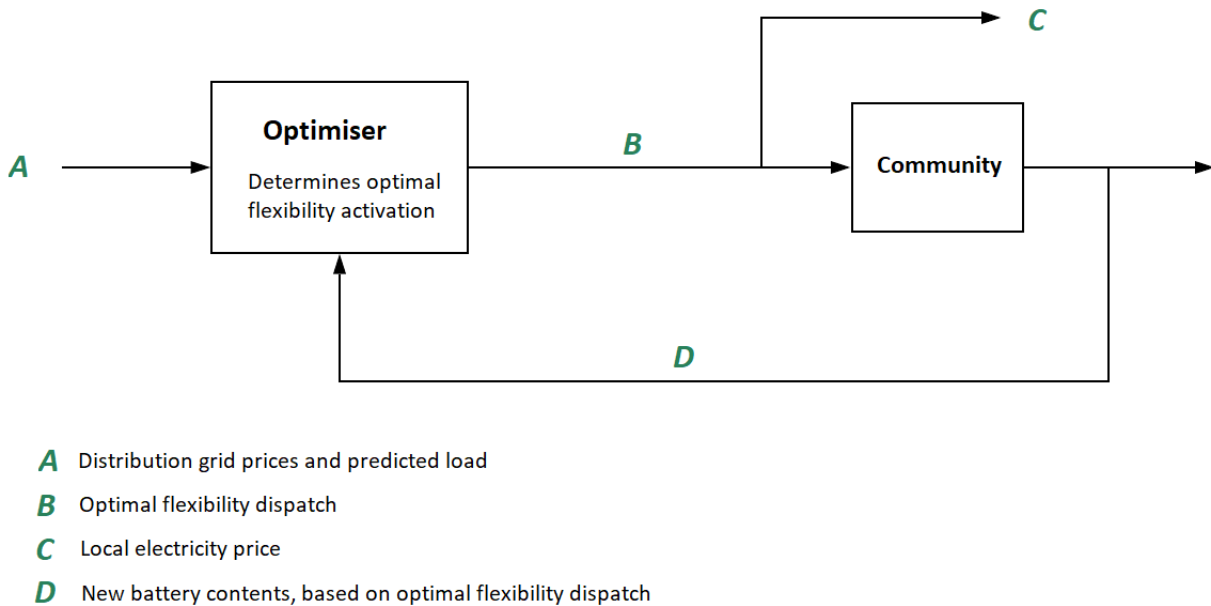 C
Optimiser
B
A
Community
Determines optimal
flexibility activation
D
A Distribution grid prices and predicted load
B Optimal flexibility dispatch
C Local electricity price
D New battery contents, based on optimal flexibility dispatch